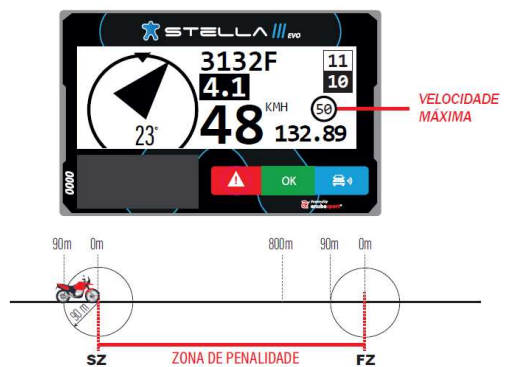 STELLA III EVO
3132F
11
4.1
10
KMH
50
48
132.89
23°
VELOCIDADE
MÁXIMA
0000
OK
90m 0m 800m 90m 0m
90 m
SZ ZONA DE PENALIDADE FZ